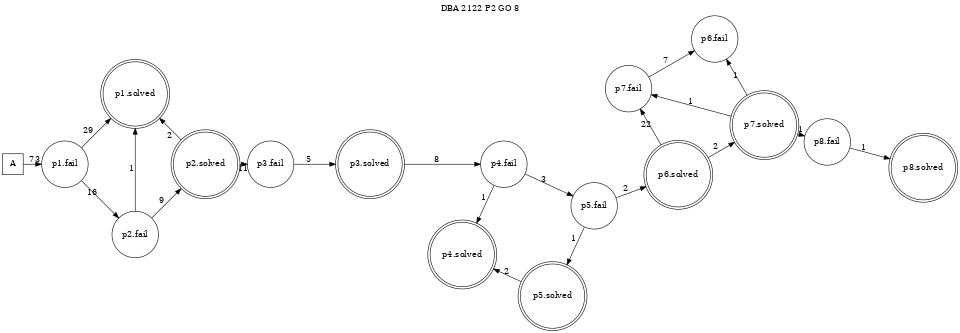 DBA 2122 P2 GO 8
p6.fail
7
p7.fail
1
p1.solved
1
22
p7.solved
29
2
1
p8.fail
A
73
p1.fail
1
p2.solved
11
p3.fail
5
p3.solved
8
p4.fail
2
1
p8.solved
16
9
3
p6.solved
2
p2.fail
1
p5.fail
1
p4.solved
2
p5.solved